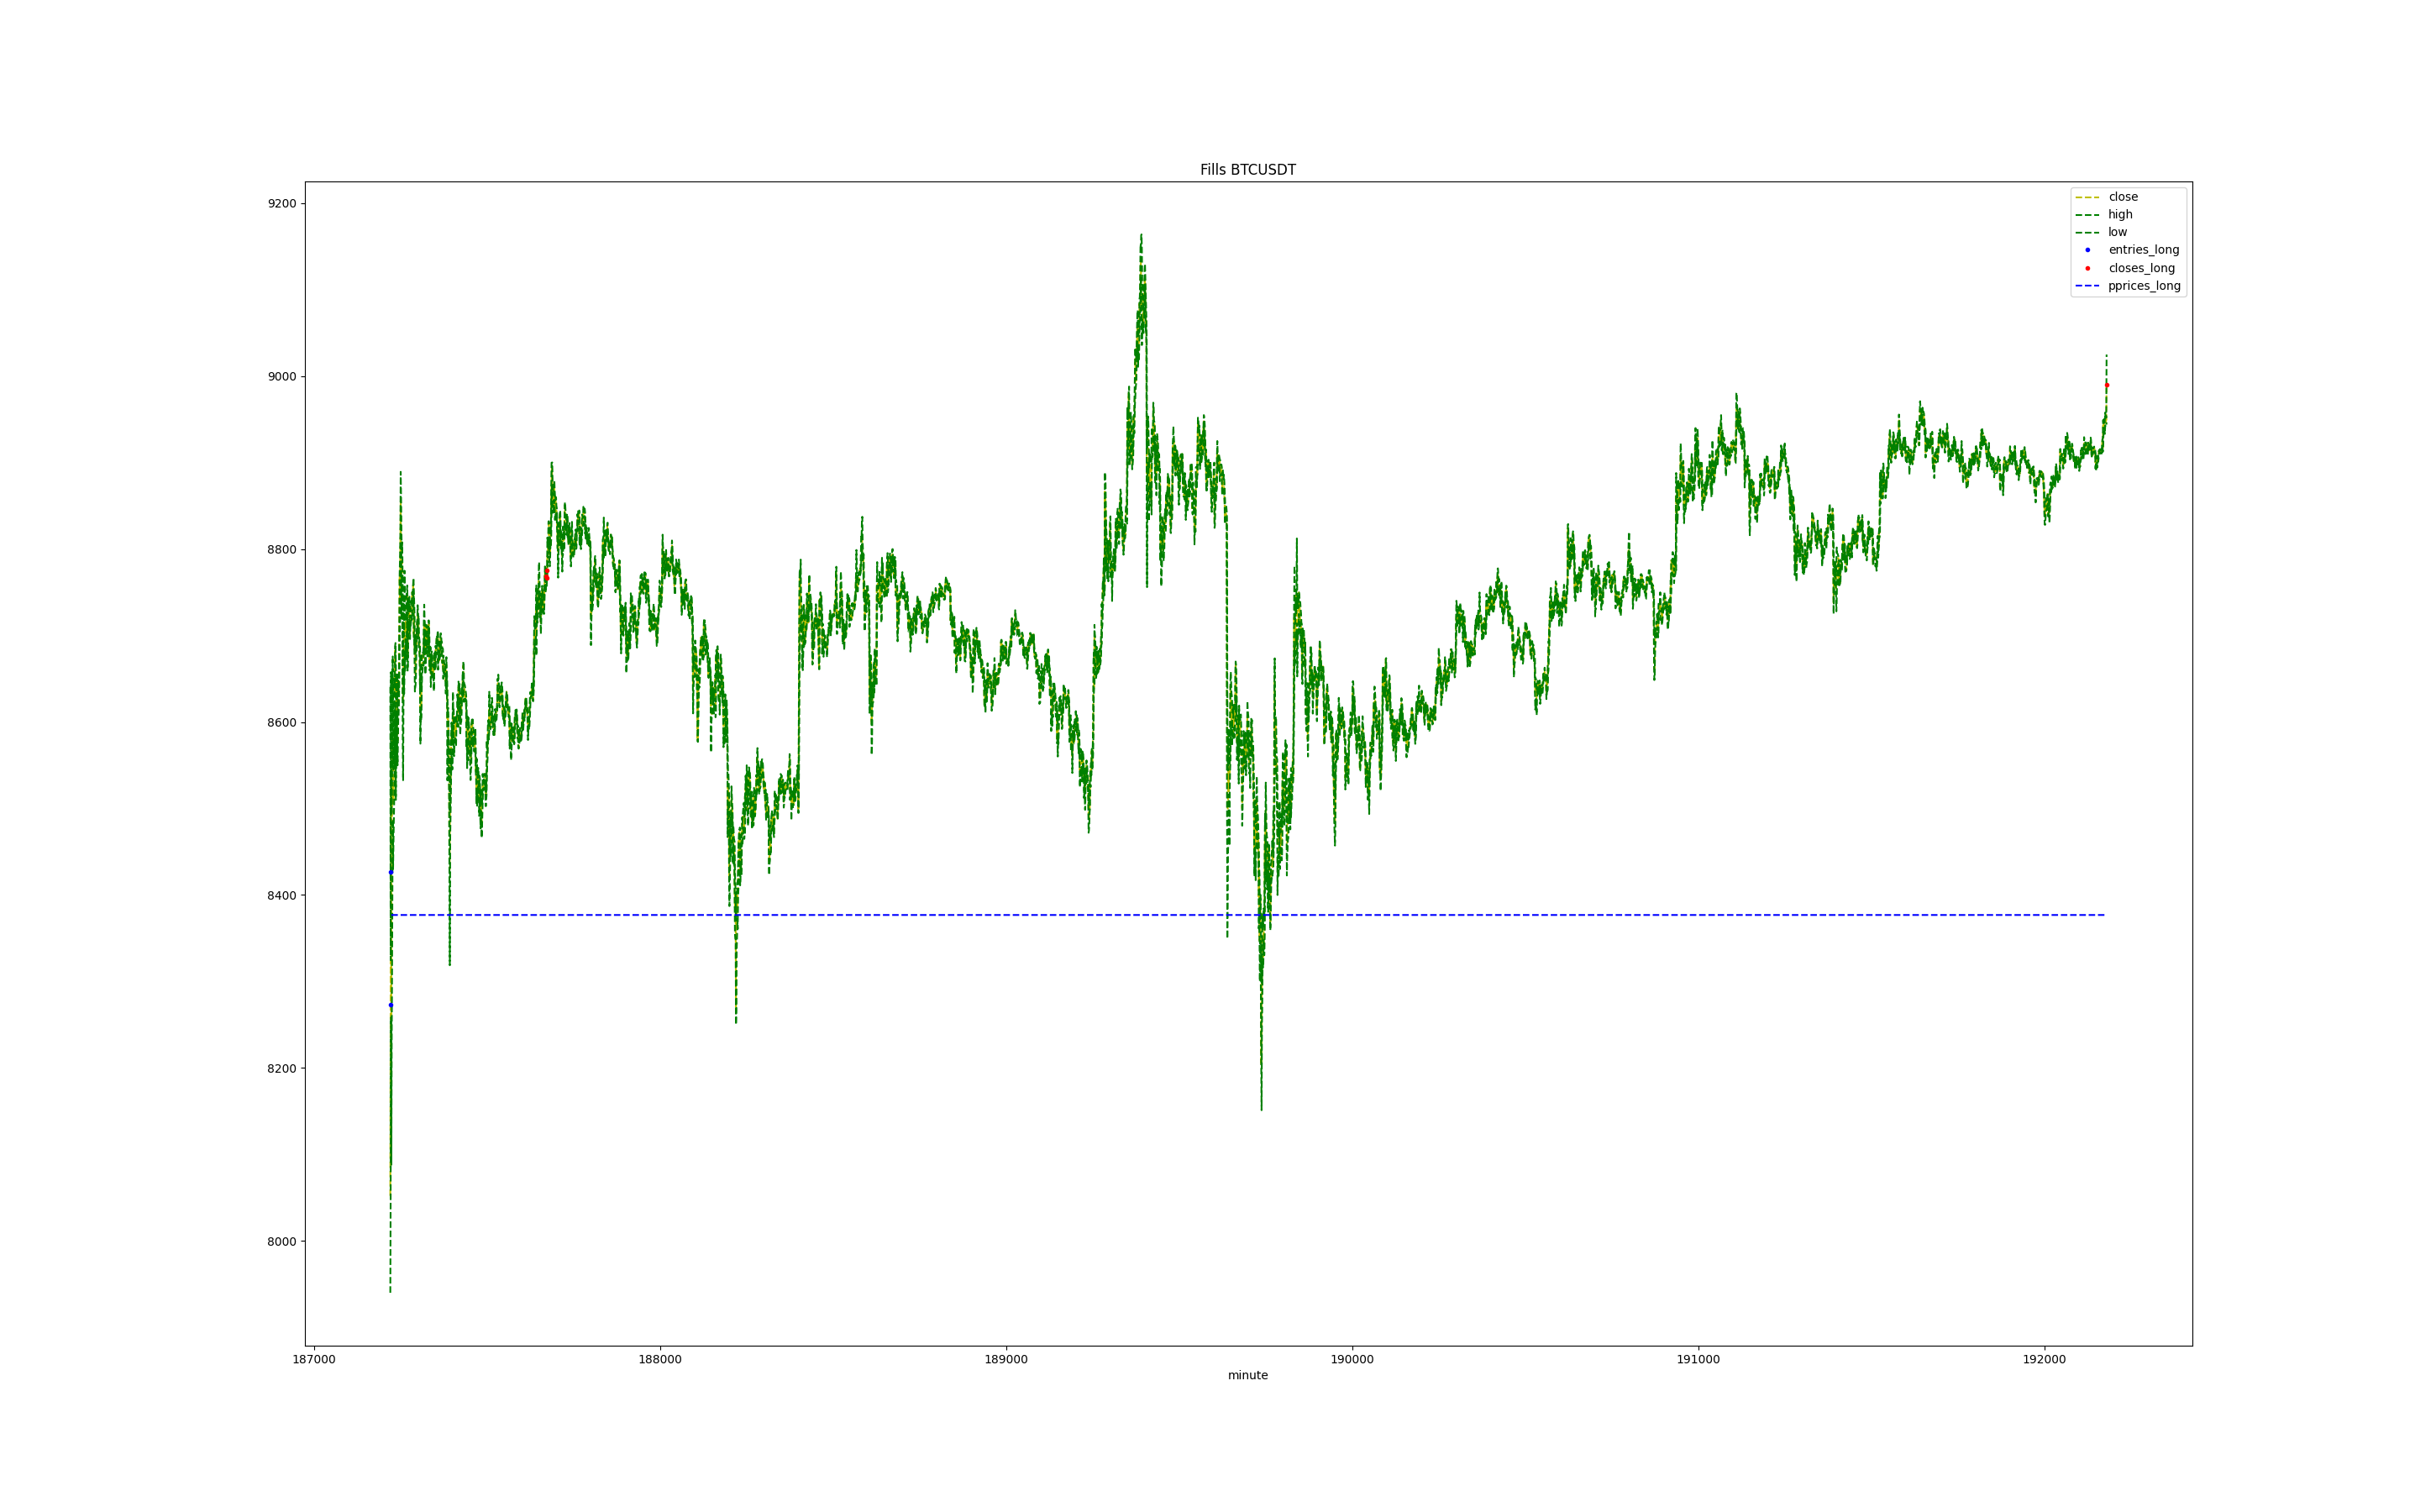 Fills BTCUSDT
9200
9000
8800
8600
8400
8200
8000
close
high
low
entries_long
closes_long
pprices_long
187000 188000 189000 190000 191000 192000
minute